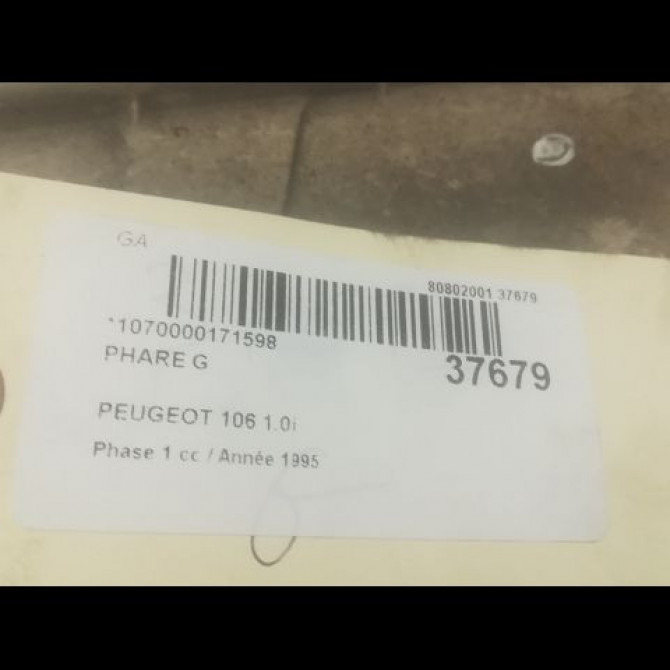 GA
80802001 37679
*1070000171598
37679
PHARE G
PEUGEOT 106 1.0i
Phase 1 cc / Année 1995